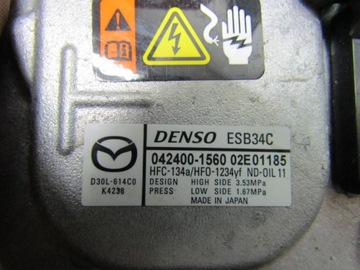 DENSO ESB34C
042400-1560 02E01185
HFC-134a/HFO-1234yf ND-OIL 11
D30L-614C0
K4238
DESIGN HIGH SIDE 3.53MPa
PRESS LOW SIDE 1.67MPa
MADE IN JAPAN